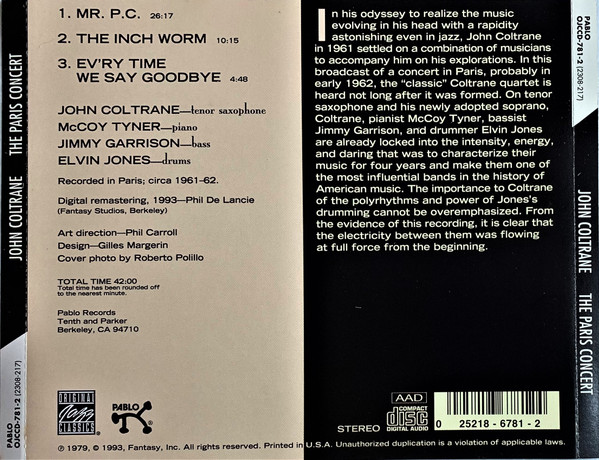 1. MR. P.C. 26:17
2. THE INCH WORM 10:15
3. EV'RY TIME
WE SAY GOODBYE 4:48
JOHN COLTRANE—tenor saxophone
McCOY TYNER—piano
JIMMY GARRISON—bass
ELVIN JONES—drums
Recorded in Paris; circa 1961-62.
Digital remastering, 1993—Phil De Lancie
(Fantasy Studios, Berkeley)
Art direction—Phil Carroll
Design—Gilles Margerin
Cover photo by Roberto Polillo
TOTAL TIME 42:00
Total time has been rounded off
to the nearest minute.
Pablo Records
Tenth and Parker
Berkeley, CA 94710
ORIGINAL
Jazz
CLASSICS
PABLO
In his odyssey to realize the music
evolving in his head with a rapidity
astonishing even in jazz, John Coltrane
in 1961 settled on a combination of musicians
to accompany him on his explorations. In this
broadcast of a concert in Paris, probably in
early 1962, the "classic" Coltrane quartet is
heard not long after it was formed. On tenor
saxophone and his newly adopted soprano,
Coltrane, pianist McCoy Tyner, bassist
Jimmy Garrison, and drummer Elvin Jones
are already locked into the intensity, energy,
and daring that was to characterize their
music for four years and make them one of
the most influential bands in the history of
American music. The importance to Coltrane
of the polyrhythms and power of Jones's
drumming cannot be overemphasized. From
the evidence of this recording, it is clear that
the electricity between them was flowing
at full force from the beginning.
AAD
STEREO
COMPACT
disc
DIGITAL AUDIO
0 25218-6781-2
℗ 1979, © 1993, Fantasy, Inc. All rights reserved. Printed in U.S.A. Unauthorized duplication is a violation of applicable laws.
JOHN COLTRANE THE PARIS CONCERT
PABLO
OJCCD-781-2 (2308-217)
PABLO
OJCCD-781-2 (2308-217)
JOHN COLTRANE THE PARIS CONCERT